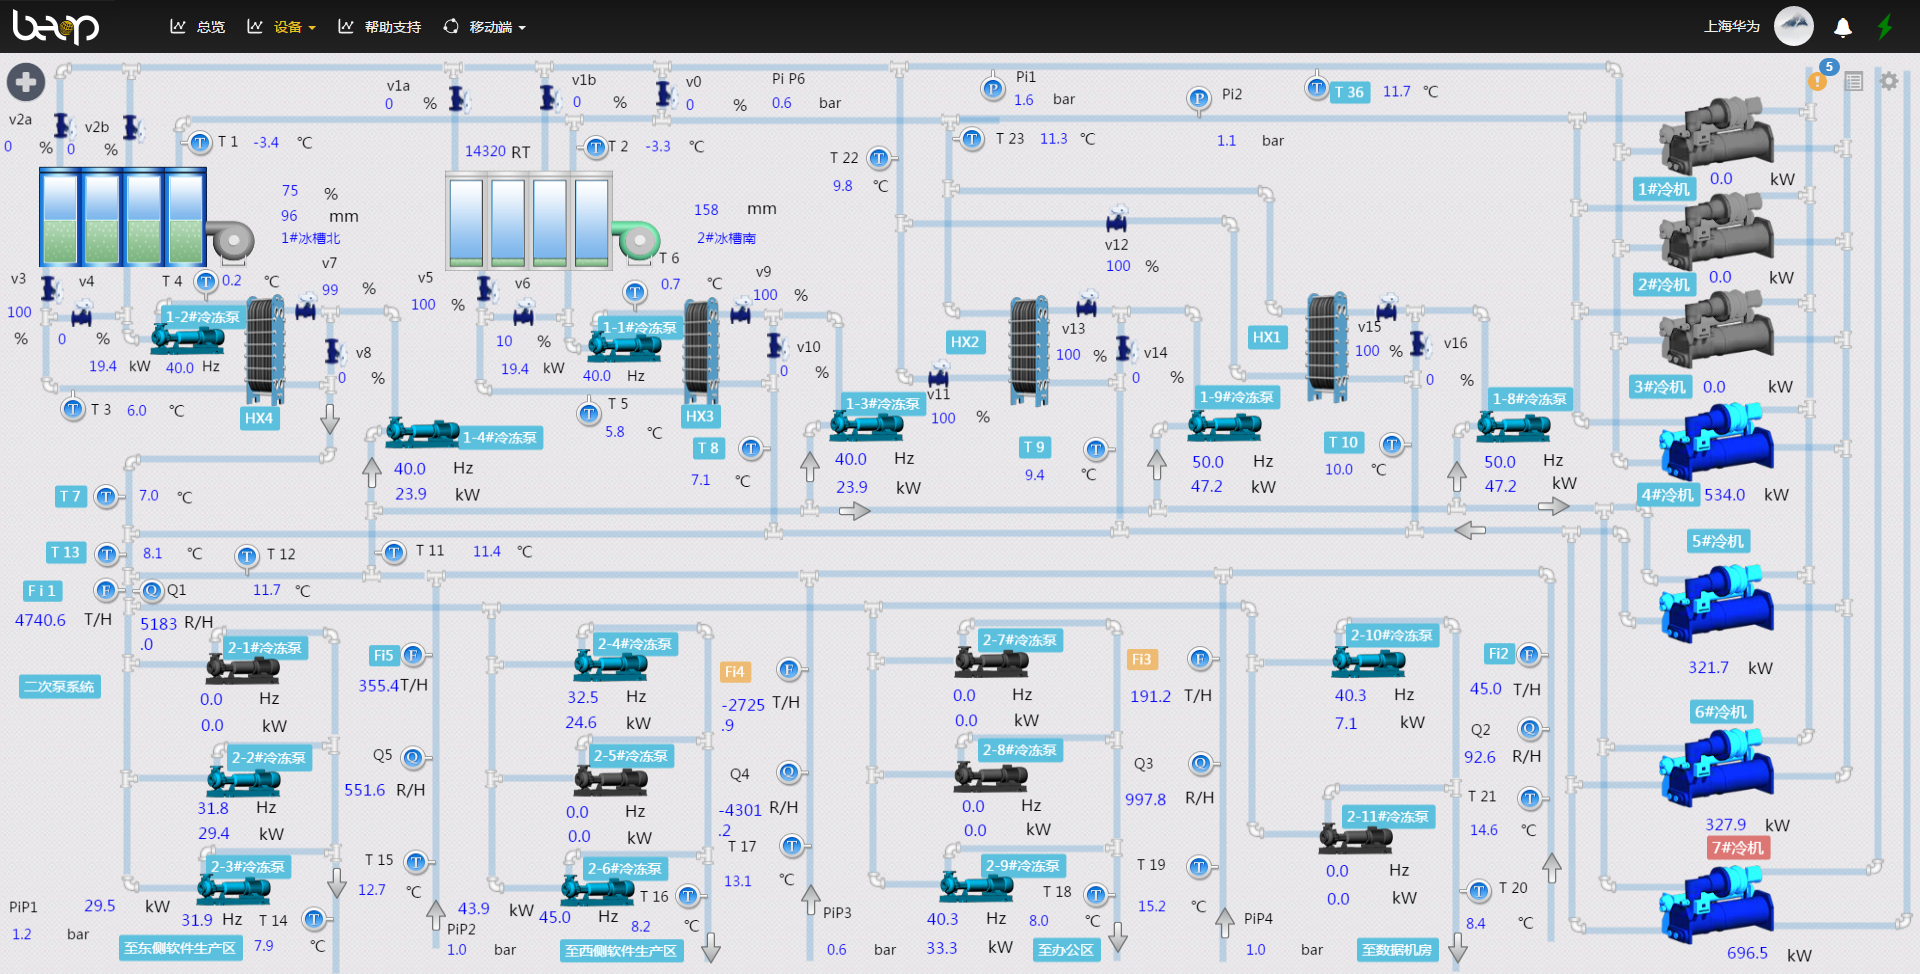 beop 总览 设备 帮助支持 移动端 上海华为
5
v1a 0 %
v1b 0 %
v0 0 %
Pi P6 0.6 bar
Pi1 1.6 bar
Pi2 1.1 bar
T 36 11.7 ℃
v2a 0 %
v2b 0 %
T 1 -3.4 ℃
14320 RT
T 2 -3.3 ℃
T 22 9.8 ℃
T 23 11.3 ℃
75 %
96 mm
1#冰槽北
158 mm
2#冰槽南
1#冷机 0.0 kW
2#冷机 0.0 kW
3#冷机 0.0 kW
4#冷机 534.0 kW
5#冷机 321.7 kW
6#冷机 327.9 kW
7#冷机 696.5 kW
v3 100 %
v4 0 %
T 4 0.2 ℃
v7 99 %
v5 100 %
v6 10 %
T 6 0.7 ℃
v9 100 %
v12 100 %
1-2#冷冻泵 19.4 kW 40.0 Hz
HX4
v8 0 %
1-1#冷冻泵 19.4 kW 40.0 Hz
HX3
v10 0 %
HX2
v13 100 %
v14 0 %
HX1
v15 100 %
v16 0 %
v11 100 %
T 3 6.0 ℃
T 5 5.8 ℃
1-4#冷冻泵 40.0 Hz 23.9 kW
T 8 7.1 ℃
1-3#冷冻泵 40.0 Hz 23.9 kW
T 9 9.4 ℃
1-9#冷冻泵 50.0 Hz 47.2 kW
T 10 10.0 ℃
1-8#冷冻泵 50.0 Hz 47.2 kW
T 7 7.0 ℃
T 13 8.1 ℃
T 12 11.7 ℃
T 11 11.4 ℃
Fi1 4740.6 T/H
Q1 5183.0 R/H
二次泵系统
2-1#冷冻泵 0.0 Hz 0.0 kW
2-2#冷冻泵 31.8 Hz 29.4 kW
2-3#冷冻泵 29.5 kW 31.9 Hz
Fi5 355.4 T/H
Q5 551.6 R/H
T 15 12.7 ℃
2-4#冷冻泵 32.5 Hz 24.6 kW
2-5#冷冻泵 0.0 Hz 0.0 kW
2-6#冷冻泵 43.9 kW 45.0 Hz
Fi4 -2725.9 T/H
Q4 -4301.2 R/H
T 17 13.1 ℃
2-7#冷冻泵 0.0 Hz 0.0 kW
2-8#冷冻泵 0.0 Hz 0.0 kW
2-9#冷冻泵 40.3 Hz 33.3 kW
Fi3 191.2 T/H
Q3 997.8 R/H
T 19 15.2 ℃
2-10#冷冻泵 40.3 Hz 7.1 kW
2-11#冷冻泵 0.0 Hz 0.0 kW
Fi2 45.0 T/H
Q2 92.6 R/H
T 21 14.6 ℃
PiP1 1.2 bar
T 14 7.9 ℃
至东侧软件生产区
PiP2 1.0 bar
T 16 8.2 ℃
至西侧软件生产区
PiP3 0.6 bar
T 18 8.0 ℃
至办公区
PiP4 1.0 bar
T 20 8.4 ℃
至数据机房